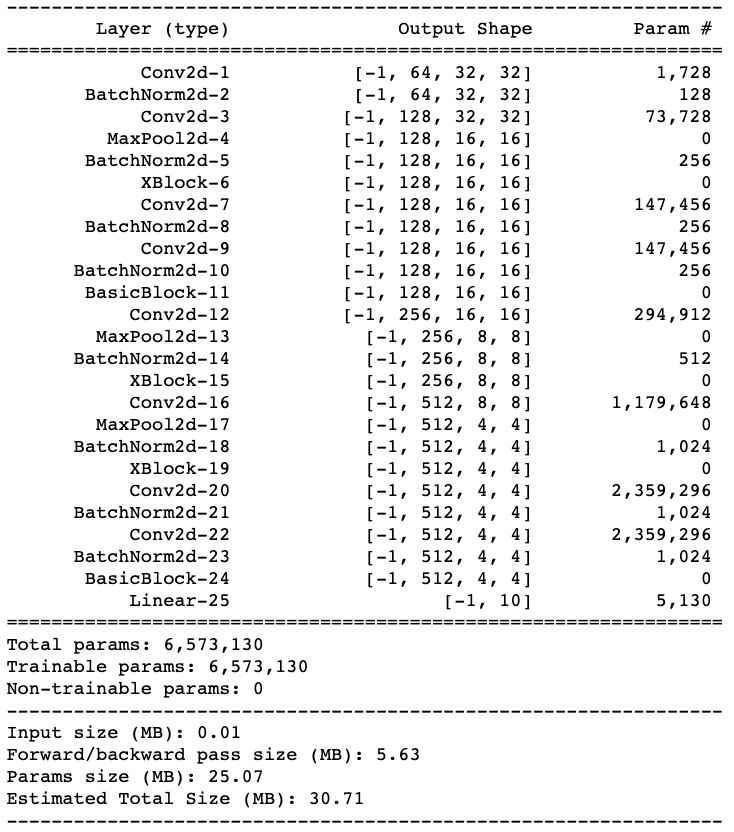 ----------------------------------------------------------------
        Layer (type)               Output Shape         Param #
================================================================
            Conv2d-1           [-1, 64, 32, 32]           1,728
       BatchNorm2d-2           [-1, 64, 32, 32]             128
            Conv2d-3          [-1, 128, 32, 32]          73,728
         MaxPool2d-4          [-1, 128, 16, 16]               0
       BatchNorm2d-5          [-1, 128, 16, 16]             256
            XBlock-6          [-1, 128, 16, 16]               0
            Conv2d-7          [-1, 128, 16, 16]         147,456
       BatchNorm2d-8          [-1, 128, 16, 16]             256
            Conv2d-9          [-1, 128, 16, 16]         147,456
      BatchNorm2d-10          [-1, 128, 16, 16]             256
       BasicBlock-11          [-1, 128, 16, 16]               0
           Conv2d-12          [-1, 256, 16, 16]         294,912
        MaxPool2d-13            [-1, 256, 8, 8]               0
      BatchNorm2d-14            [-1, 256, 8, 8]             512
           XBlock-15            [-1, 256, 8, 8]               0
           Conv2d-16            [-1, 512, 8, 8]       1,179,648
        MaxPool2d-17            [-1, 512, 4, 4]               0
      BatchNorm2d-18            [-1, 512, 4, 4]           1,024
           XBlock-19            [-1, 512, 4, 4]               0
           Conv2d-20            [-1, 512, 4, 4]       2,359,296
      BatchNorm2d-21            [-1, 512, 4, 4]           1,024
           Conv2d-22            [-1, 512, 4, 4]       2,359,296
      BatchNorm2d-23            [-1, 512, 4, 4]           1,024
       BasicBlock-24            [-1, 512, 4, 4]               0
           Linear-25                   [-1, 10]           5,130
================================================================
Total params: 6,573,130
Trainable params: 6,573,130
Non-trainable params: 0
----------------------------------------------------------------
Input size (MB): 0.01
Forward/backward pass size (MB): 5.63
Params size (MB): 25.07
Estimated Total Size (MB): 30.71
----------------------------------------------------------------